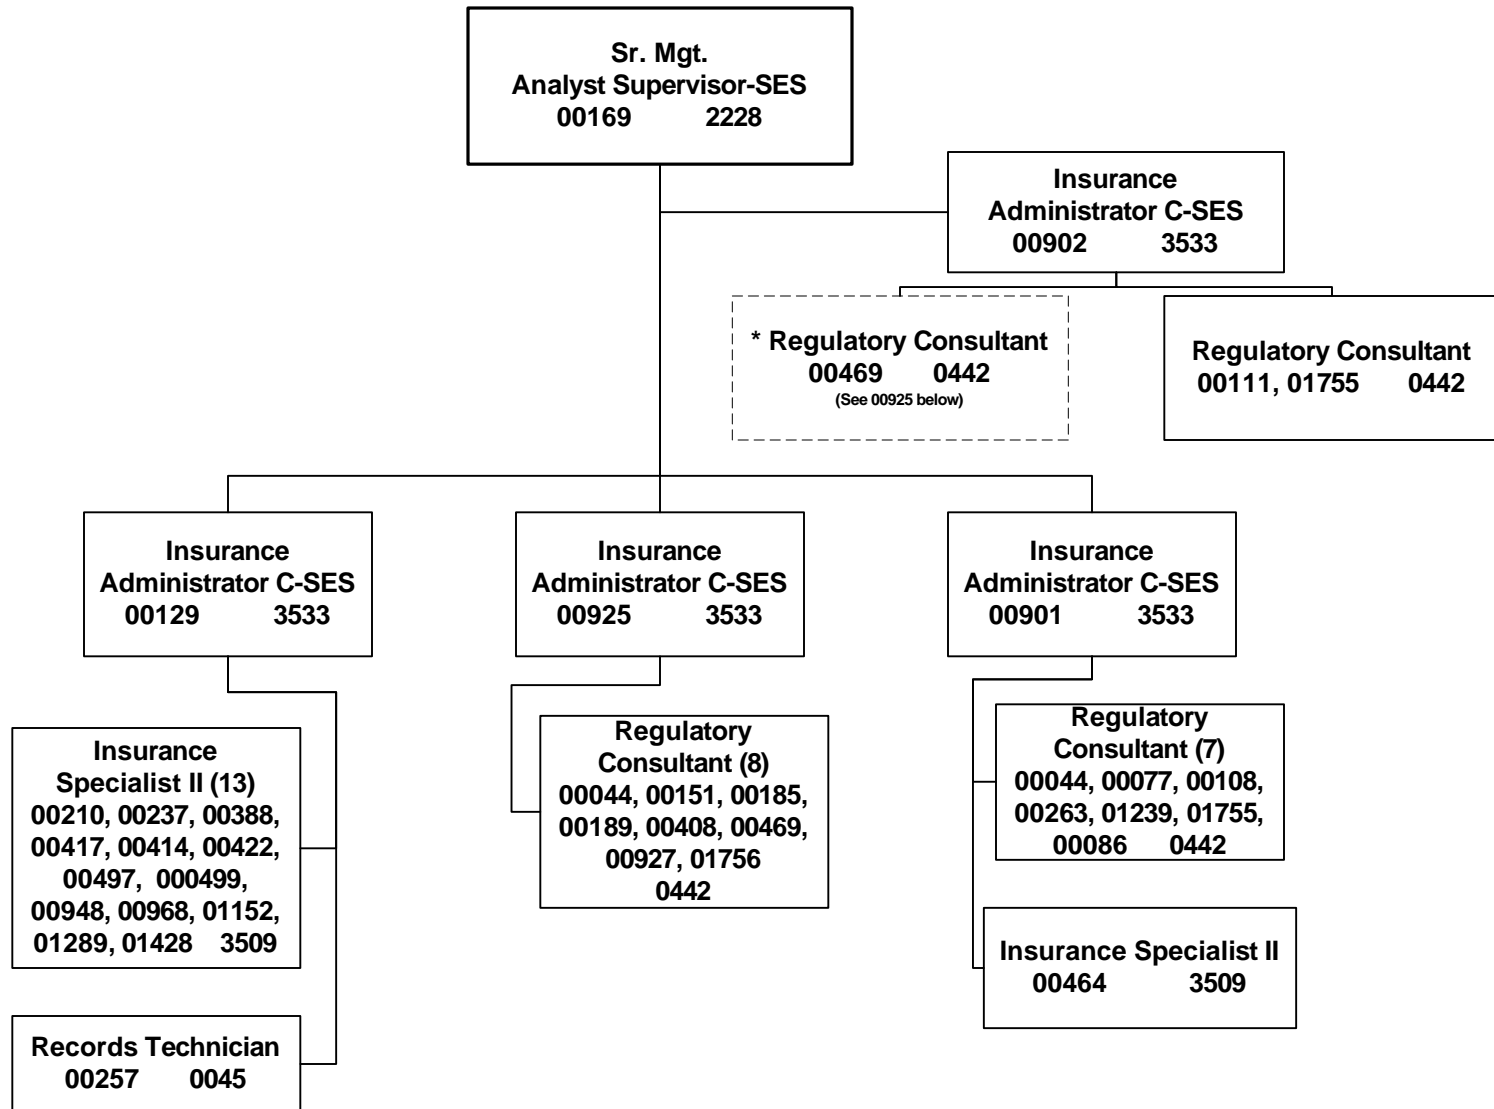 Sr. Mgt.
Analyst Supervisor-SES
00169 2228
Insurance
Administrator C-SES
00902 3533
* Regulatory Consultant
00469 0442
(See 00925 below)
Regulatory Consultant
00111, 01755 0442
Insurance
Administrator C-SES
00129 3533
Insurance
Administrator C-SES
00925 3533
Insurance
Administrator C-SES
00901 3533
Insurance
Specialist II (13)
00210, 00237, 00388,
00417, 00414, 00422,
00497, 000499,
00948, 00968, 01152,
01289, 01428 3509
Regulatory
Consultant (8)
00044, 00151, 00185,
00189, 00408, 00469,
00927, 01756
0442
Regulatory
Consultant (7)
00044, 00077, 00108,
00263, 01239, 01755,
00086 0442
Insurance Specialist II
00464 3509
Records Technician
00257 0045